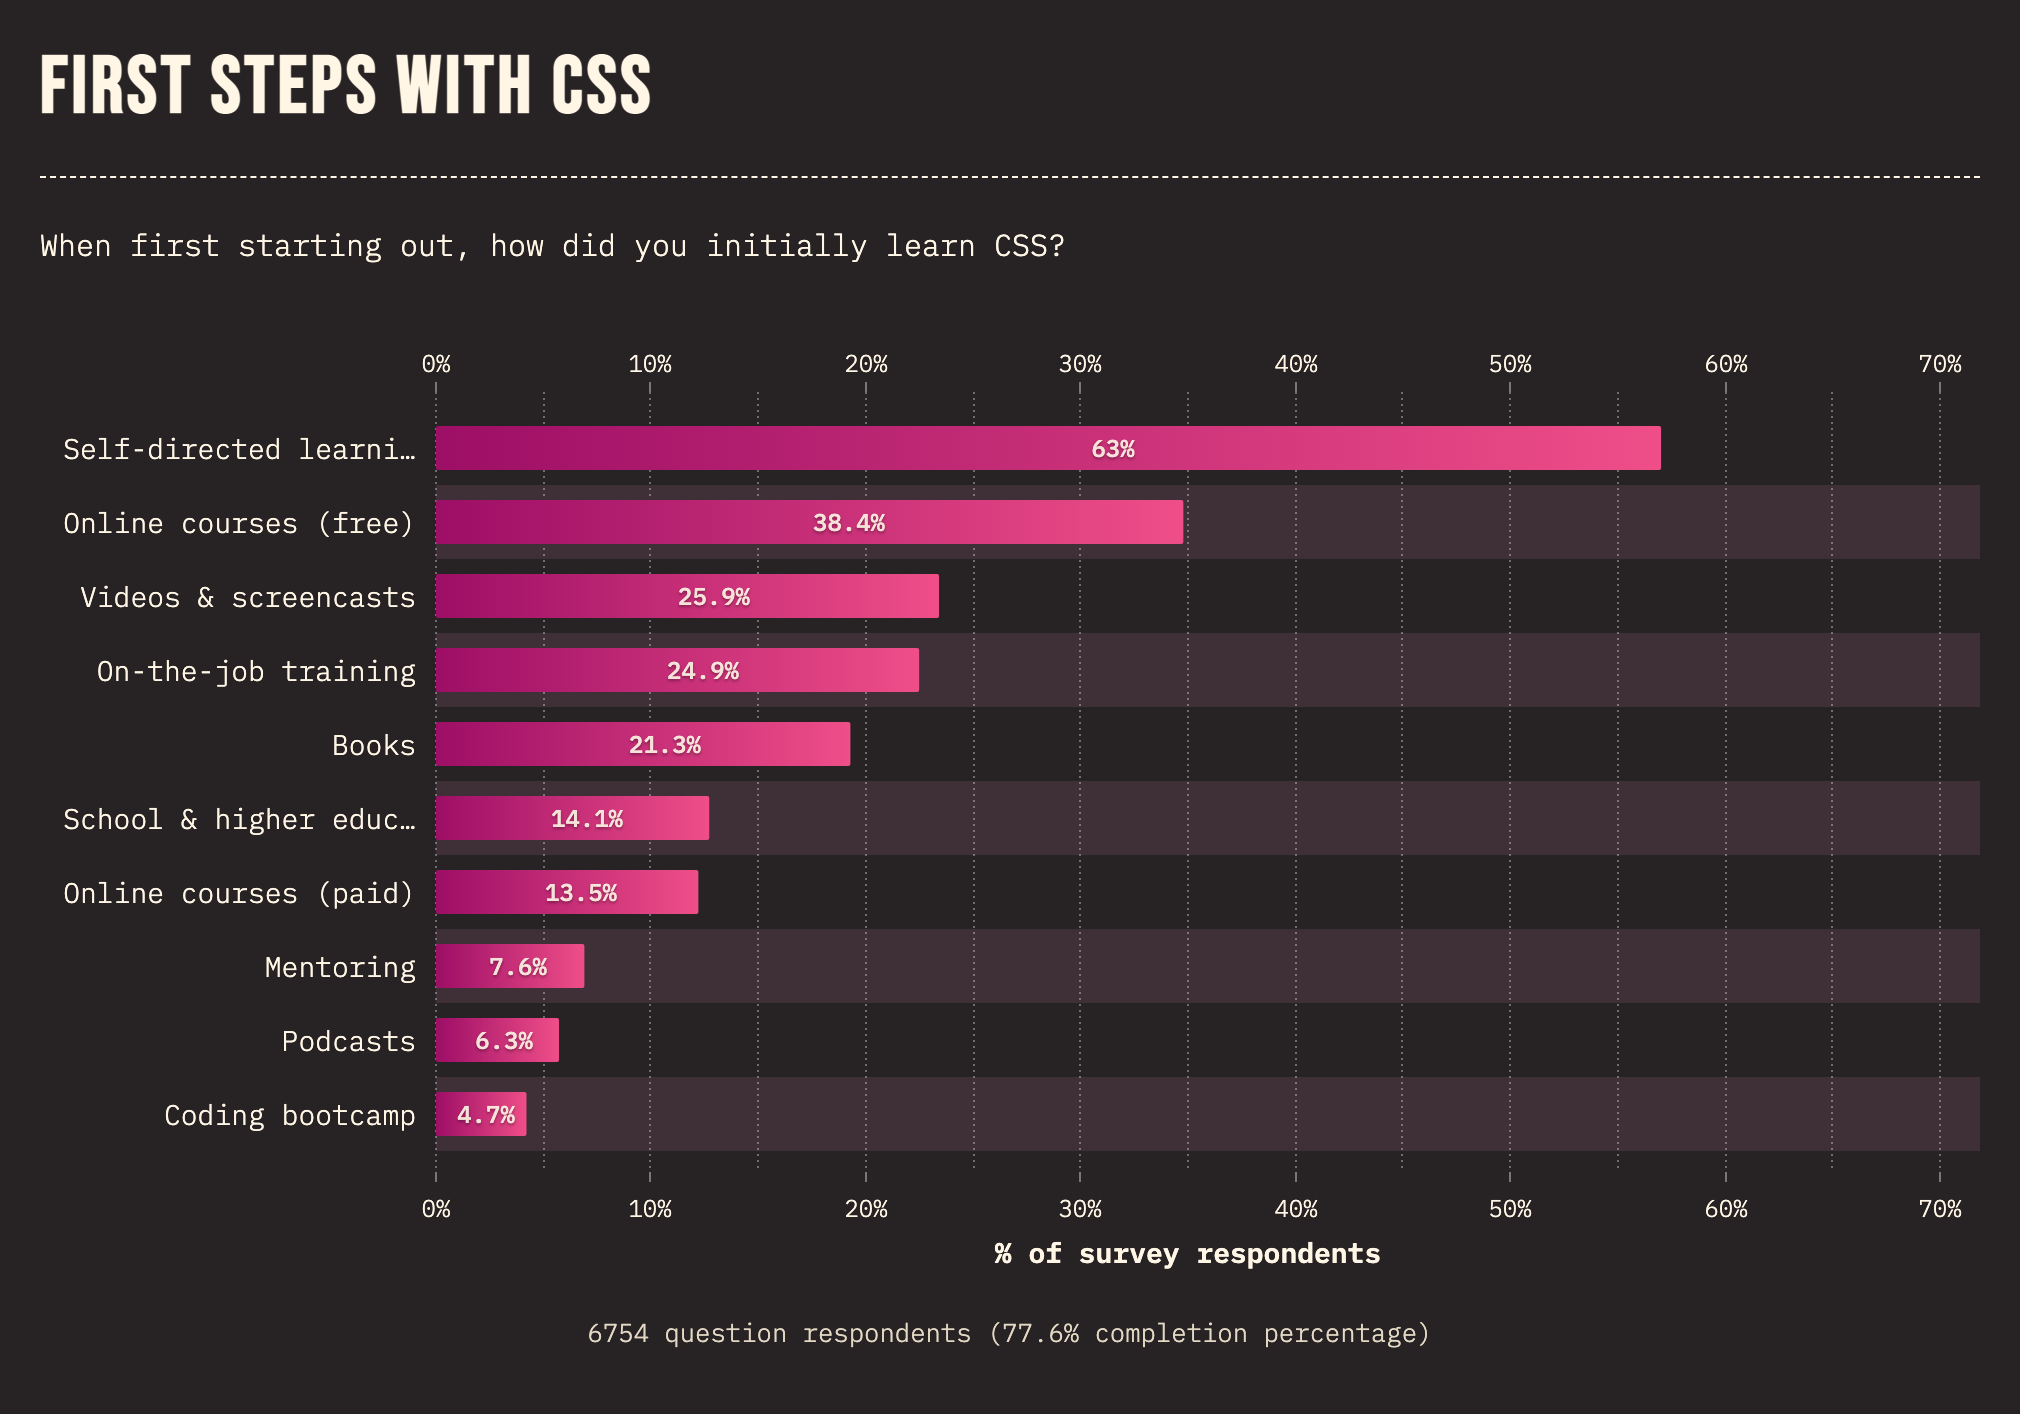 FIRST STEPS WITH CSS
When first starting out, how did you initially learn CSS?
0% 10% 20% 30% 40% 50% 60% 70%
Self-directed learni… 63%
Online courses (free) 38.4%
Videos & screencasts 25.9%
On-the-job training 24.9%
Books 21.3%
School & higher educ… 14.1%
Online courses (paid) 13.5%
Mentoring 7.6%
Podcasts 6.3%
Coding bootcamp 4.7%
0% 10% 20% 30% 40% 50% 60% 70%
% of survey respondents
6754 question respondents (77.6% completion percentage)